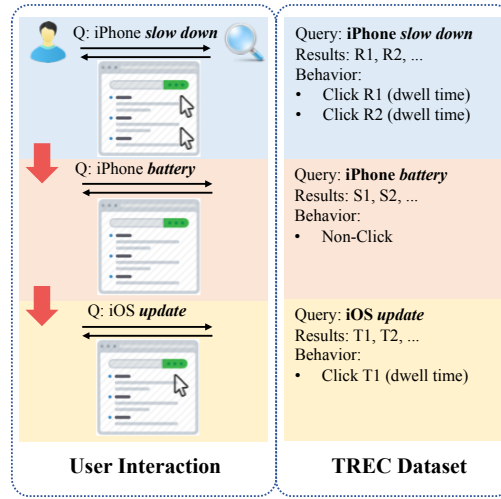 Q: iPhone slow down
Q: iPhone battery
Q: iOS update
User Interaction
Query: iPhone slow down
Results: R1, R2, ...
Behavior:
• Click R1 (dwell time)
• Click R2 (dwell time)
Query: iPhone battery
Results: S1, S2, ...
Behavior:
• Non-Click
Query: iOS update
Results: T1, T2, ...
Behavior:
• Click T1 (dwell time)
TREC Dataset